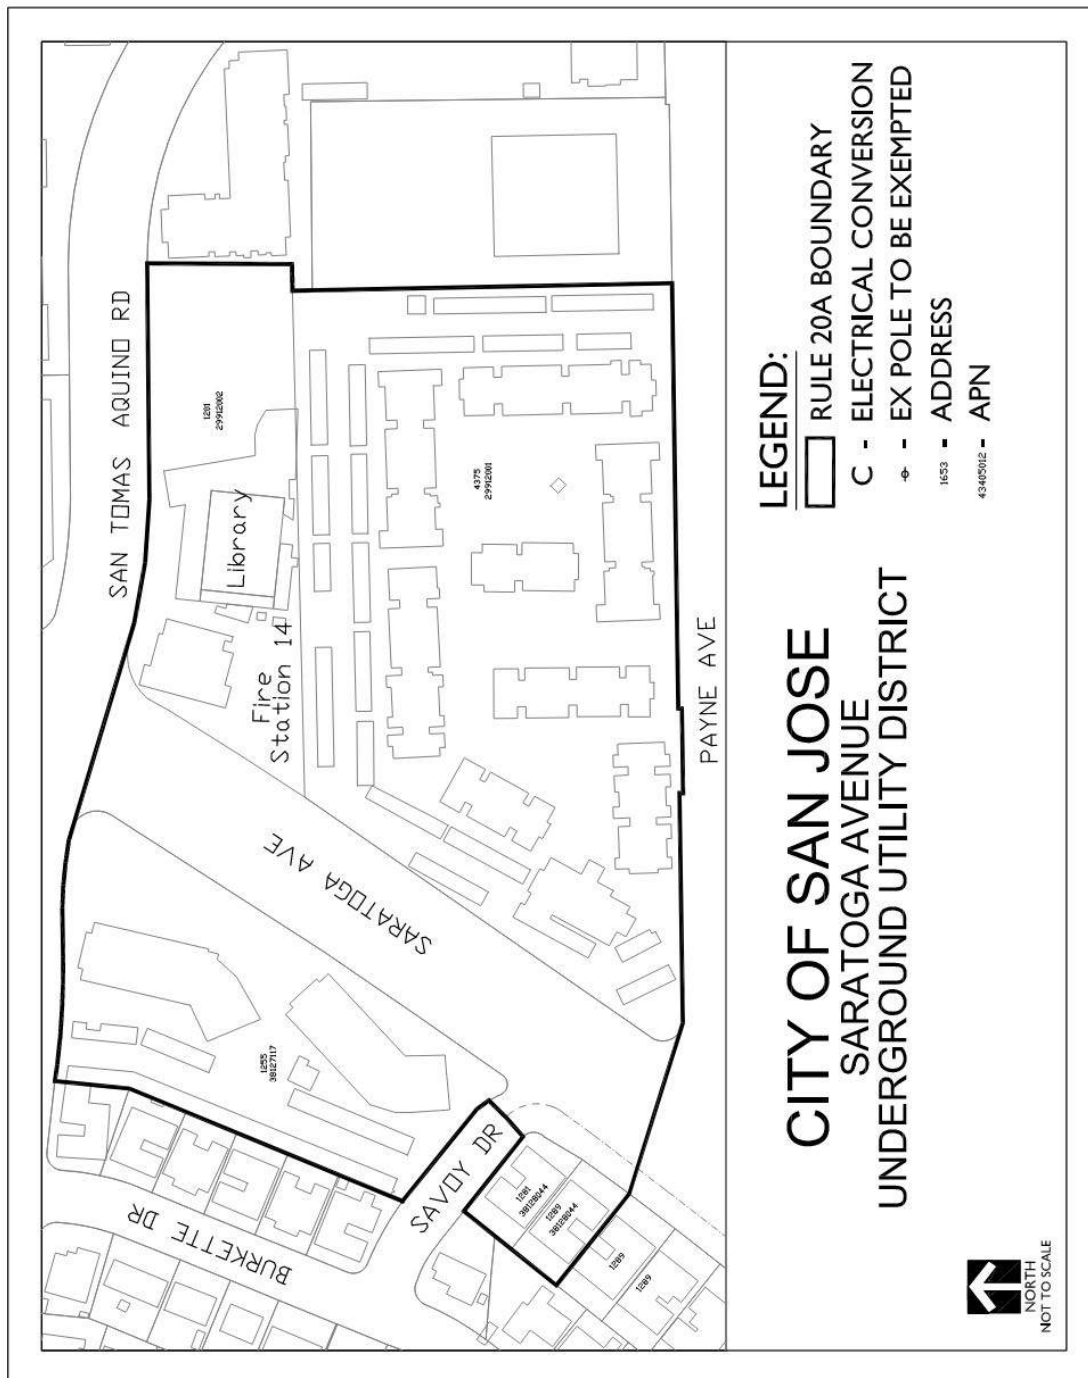 SAN TOMAS AQUINO RD
1201
29912002
Library
Fire
Station 14
4375
29912001
PAYNE AVE
SARATOGA AVE
1255
38127117
SAVOY DR
BURKETTE DR
1281
38128044
1289
38128044
1289
1289
CITY OF SAN JOSE
SARATOGA AVENUE
UNDERGROUND UTILITY DISTRICT
LEGEND:
RULE 20A BOUNDARY
C - ELECTRICAL CONVERSION
- EX POLE TO BE EXEMPTED
1653 - ADDRESS
43405012 - APN
NORTH
NOT TO SCALE